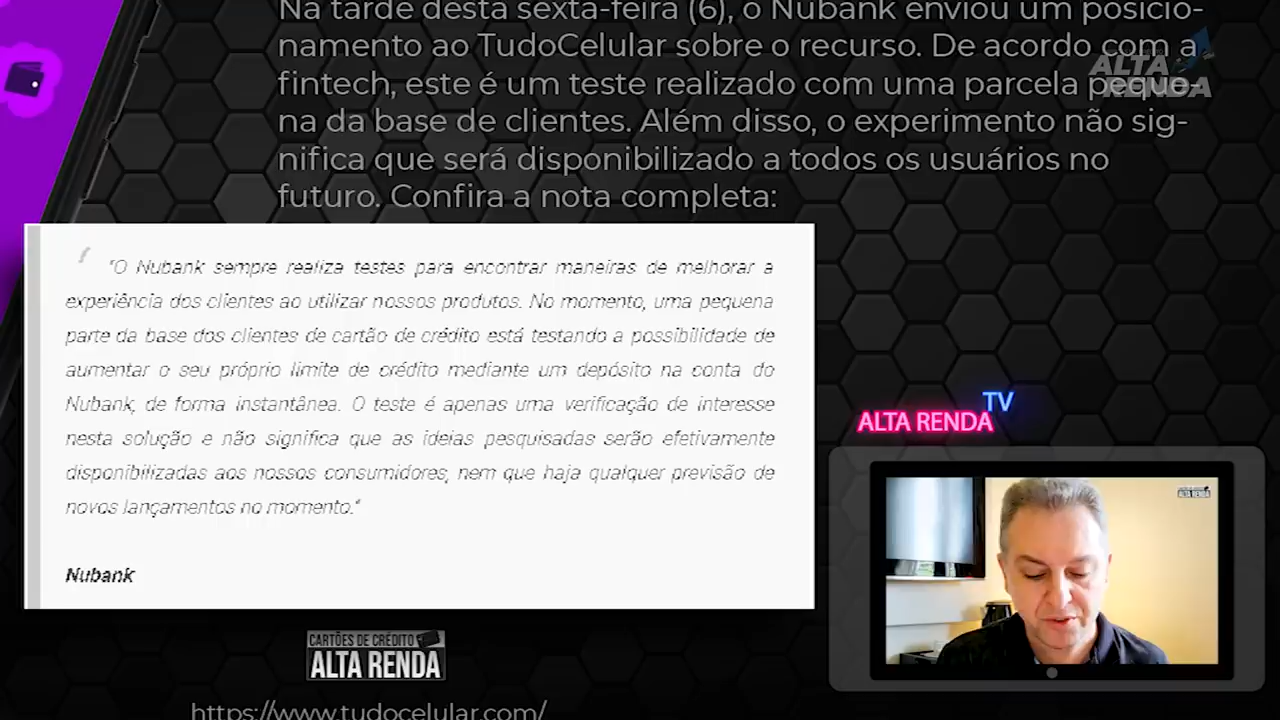 Na tarde desta sexta-feira (6), o Nubank enviou um posicio-
namento ao TudoCelular sobre o recurso. De acordo com a
fintech, este é um teste realizado com uma parcela peque-
na da base de clientes. Além disso, o experimento não sig-
nifica que será disponibilizado a todos os usuários no
futuro. Confira a nota completa:
ALTA
RENDA
"O Nubank sempre realiza testes para encontrar maneiras de melhorar a
experiência dos clientes ao utilizar nossos produtos. No momento, uma pequena
parte da base dos clientes de cartão de crédito está testando a possibilidade de
aumentar o seu próprio limite de crédito mediante um depósito na conta do
Nubank, de forma instantânea. O teste é apenas uma verificação de interesse
nesta solução e não significa que as ideias pesquisadas serão efetivamente
disponibilizadas aos nossos consumidores, nem que haja qualquer previsão de
novos lançamentos no momento."
Nubank
ALTA RENDA TV
ALTA RENDA
CARTÕES DE CRÉDITO
ALTA RENDA
https://www.tudocelular.com/